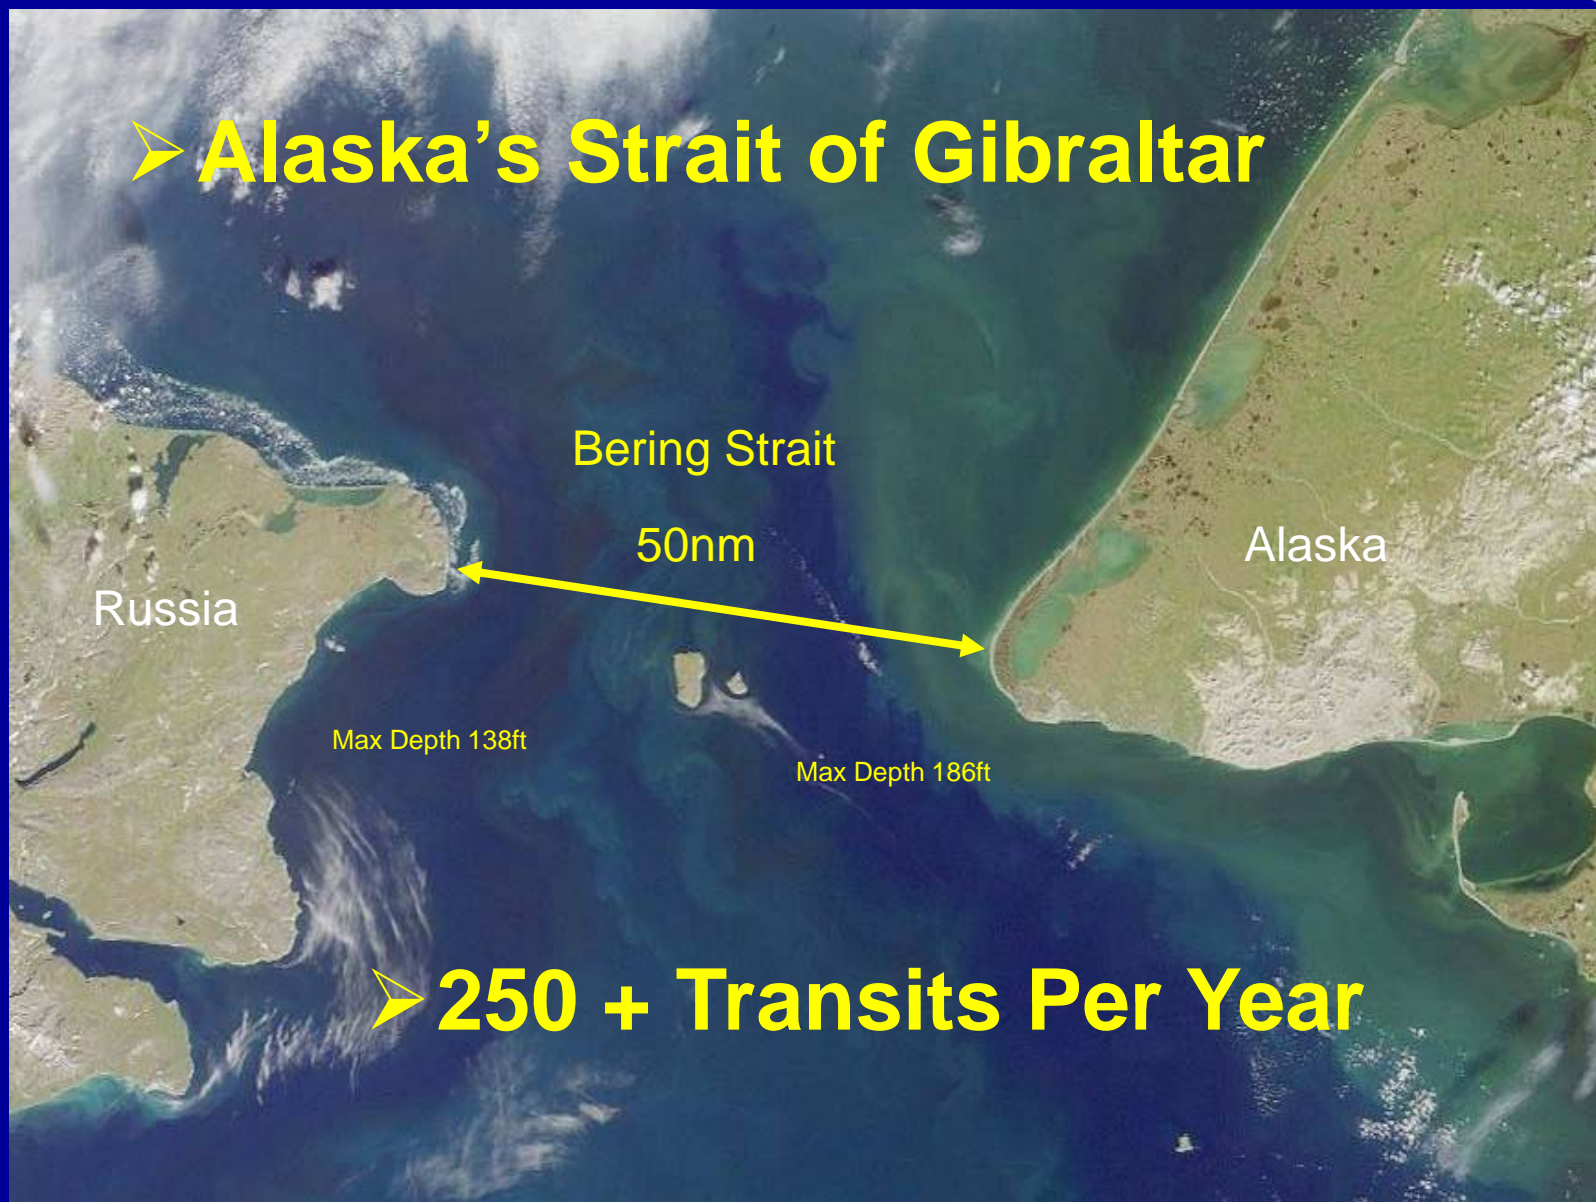 ➢ Alaska’s Strait of Gibraltar
Bering Strait
50nm
Alaska
Russia
Max Depth 138ft
Max Depth 186ft
➢ 250 + Transits Per Year